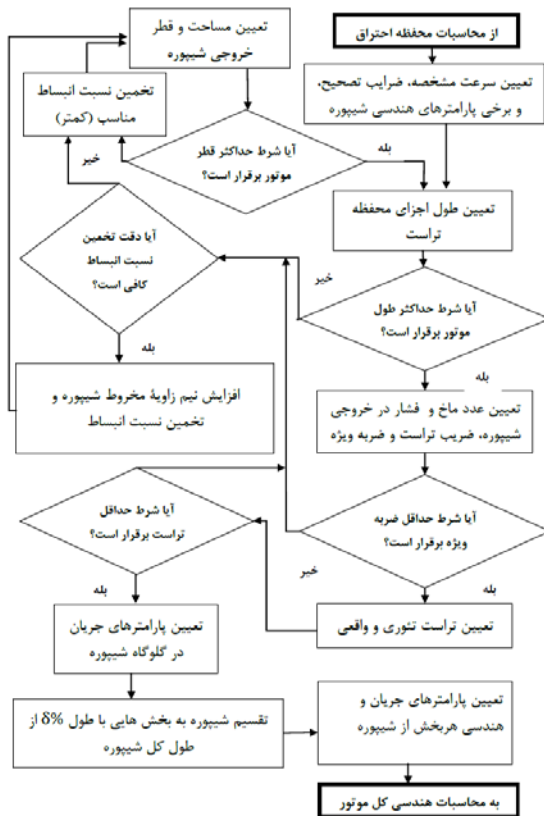 از محاسبات محفظه احتراق
تعیین سرعت مشخصه، ضرایب تصحیح،
و برخی پارامترهای هندسی شیپوره
تعیین مساحت و قطر
خروجی شیپوره
تخمین نسبت انبساط
مناسب (کمتر)
آیا شرط حداکثر قطر
موتور برقرار است؟
بله
خیر
تعیین طول اجزای محفظه
تراست
آیا دقت تخمین
نسبت انبساط
کافی است؟
خیر
آیا شرط حداکثر طول
موتور برقرار است؟
بله
بله
افزایش نیم زاویۀ مخروط شیپوره و
تخمین نسبت انبساط
تعیین عدد ماخ و فشار در خروجی
شیپوره، ضریب تراست و ضربه ویژه
آیا شرط حداقل ضربه
ویژه برقرار است؟
آیا شرط حداقل
تراست برقرار است؟
خیر
بله
بله
تعیین تراست تئوری و واقعی
تعیین پارامترهای جریان
در گلوگاه شیپوره
تقسیم شیپوره به بخش هایی با طول %δ از
طول کل شیپوره
تعیین پارامترهای جریان و
هندسی هربخش از شیپوره
به محاسبات هندسی کل موتور